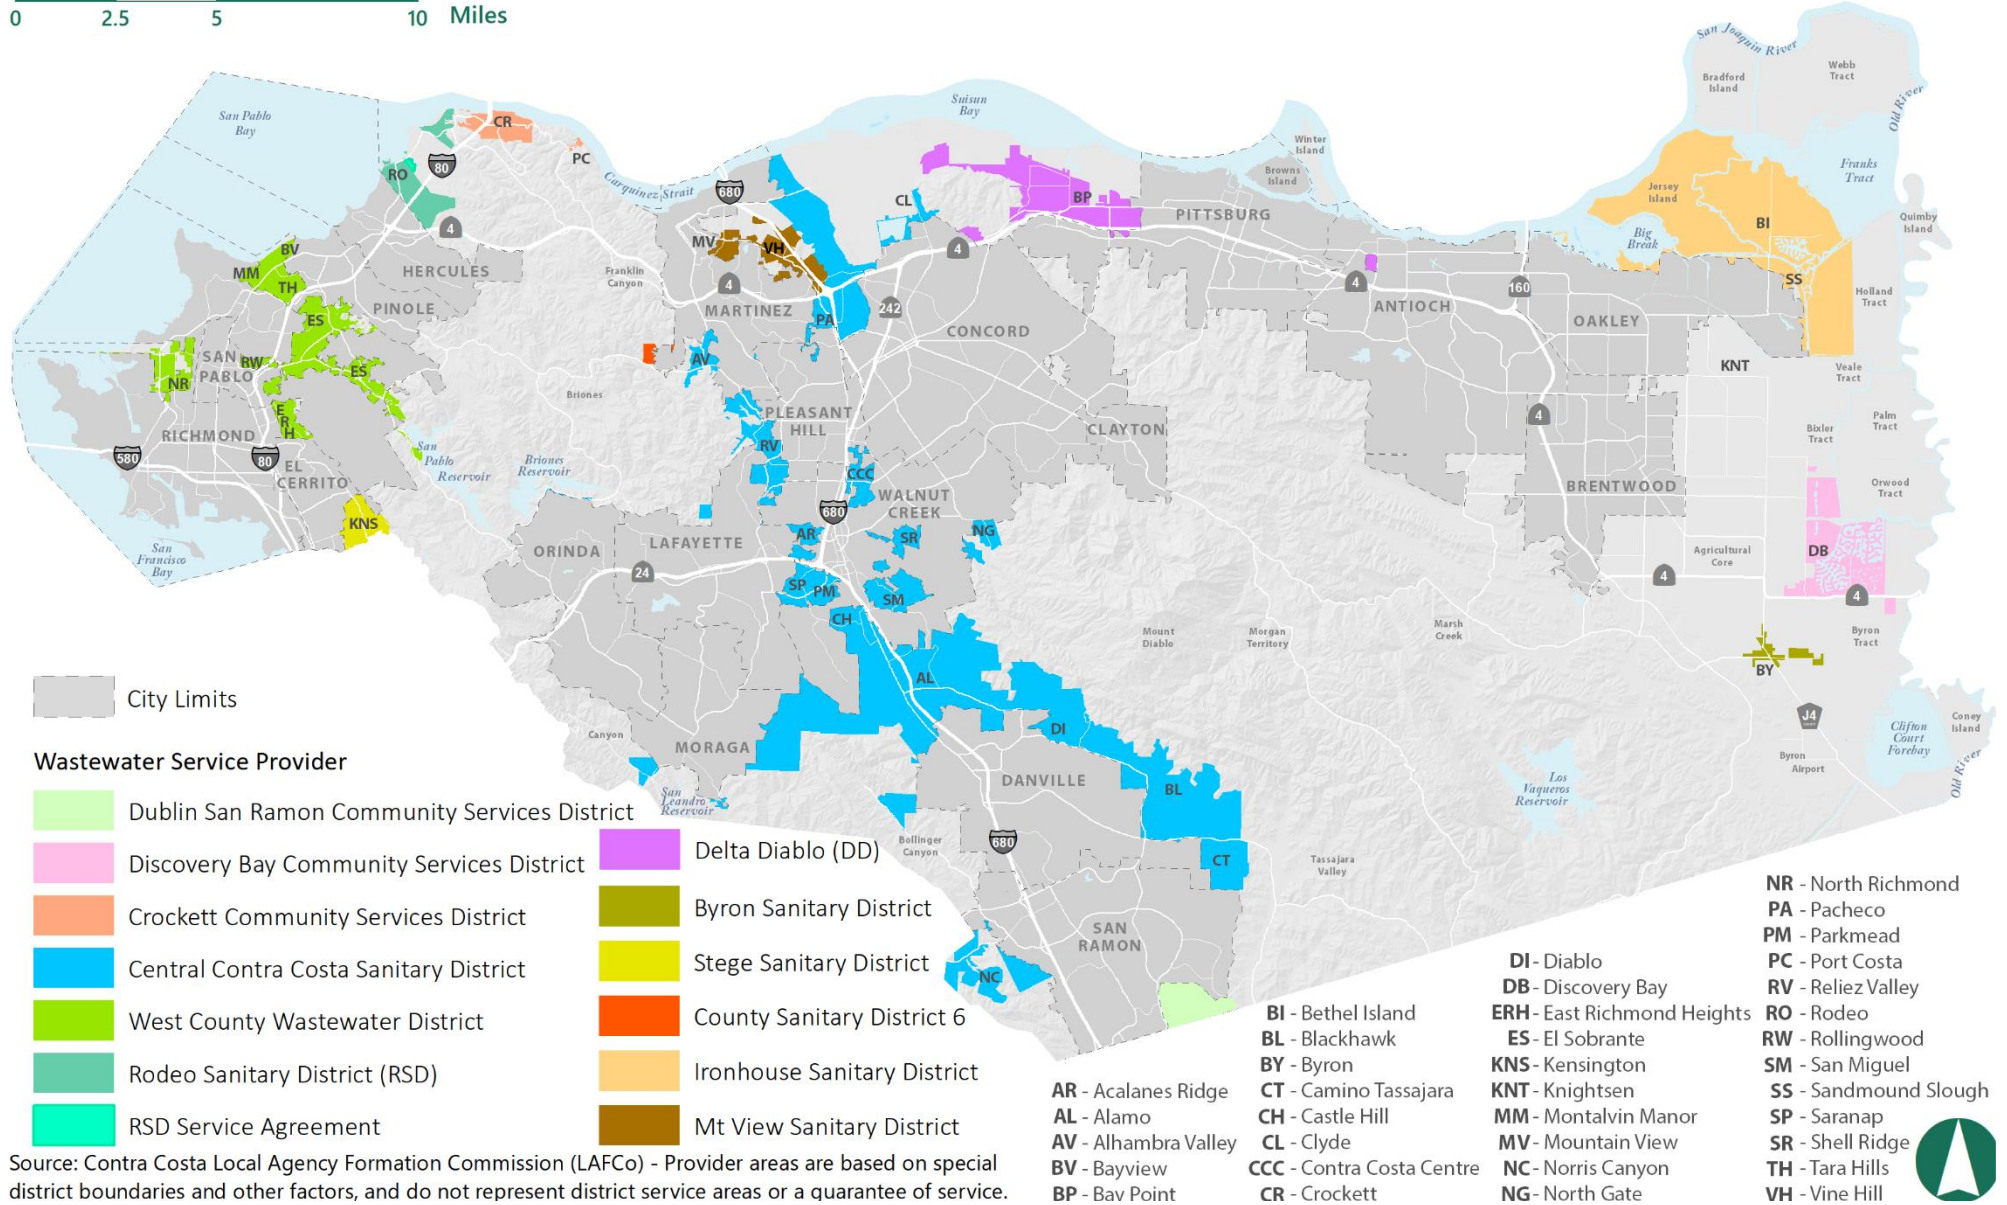 0 2.5 5 10 Miles
San Joaquin River
Webb
Tract
Bradford
Island
Old River
San Pablo
Bay
Suisun
Bay
CR
PC
RO
80
4
Carquinez Strait
680
Winter
Island
Browns
Island
Franks
Tract
Jersey
Island
BI
Quimby
Island
CL
BP
PITTSBURG
Big
Break
BV
MM
TH
HERCULES
PINOLE
Franklin
Canyon
MV
VH
4
4
MARTINEZ
PA
242
CONCORD
4
ANTIOCH
160
OAKLEY
SS
Holland
Tract
ES
SAN
PABLO
RW
ES
NR
AV
KNT
Veale
Tract
Briones
E
R
H
RICHMOND
PLEASANT
HILL
CLAYTON
RV
4
Palm
Tract
Bixler
Tract
580
80
EL
CERRITO
San
Pablo
Reservoir
Briones
Reservoir
CCC
WALNUT
CREEK
680
BRENTWOOD
Orwood
Tract
KNS
San
Francisco
Bay
ORINDA
LAFAYETTE
AR
SR
NG
24
SP
PM
SM
CH
DB
Agricultural
Core
4
4
Byron
Tract
Mount
Diablo
Morgan
Territory
Marsh
Creek
BY
AL
DI
J4
Clifton
Court
Forebay
Coney
Island
Old River
Byron
Airport
Canyon
MORAGA
DANVILLE
BL
Los
Vaqueros
Reservoir
San
Leandro
Reservoir
Bollinger
Canyon
680
CT
Tassajara
Valley
SAN
RAMON
NC
City Limits
Wastewater Service Provider
Dublin San Ramon Community Services District
Discovery Bay Community Services District
Crockett Community Services District
Central Contra Costa Sanitary District
West County Wastewater District
Rodeo Sanitary District (RSD)
RSD Service Agreement
Delta Diablo (DD)
Byron Sanitary District
Stege Sanitary District
County Sanitary District 6
Ironhouse Sanitary District
Mt View Sanitary District
Source: Contra Costa Local Agency Formation Commission (LAFCo) - Provider areas are based on special
district boundaries and other factors, and do not represent district service areas or a guarantee of service.
AR - Acalanes Ridge
AL - Alamo
AV - Alhambra Valley
BV - Bayview
BP - Bay Point
BI - Bethel Island
BL - Blackhawk
BY - Byron
CT - Camino Tassajara
CH - Castle Hill
CL - Clyde
CCC - Contra Costa Centre
CR - Crockett
DI - Diablo
DB - Discovery Bay
ERH - East Richmond Heights
ES - El Sobrante
KNS - Kensington
KNT - Knightsen
MM - Montalvin Manor
MV - Mountain View
NC - Norris Canyon
NG - North Gate
NR - North Richmond
PA - Pacheco
PM - Parkmead
PC - Port Costa
RV - Reliez Valley
RO - Rodeo
RW - Rollingwood
SM - San Miguel
SS - Sandmound Slough
SP - Saranap
SR - Shell Ridge
TH - Tara Hills
VH - Vine Hill